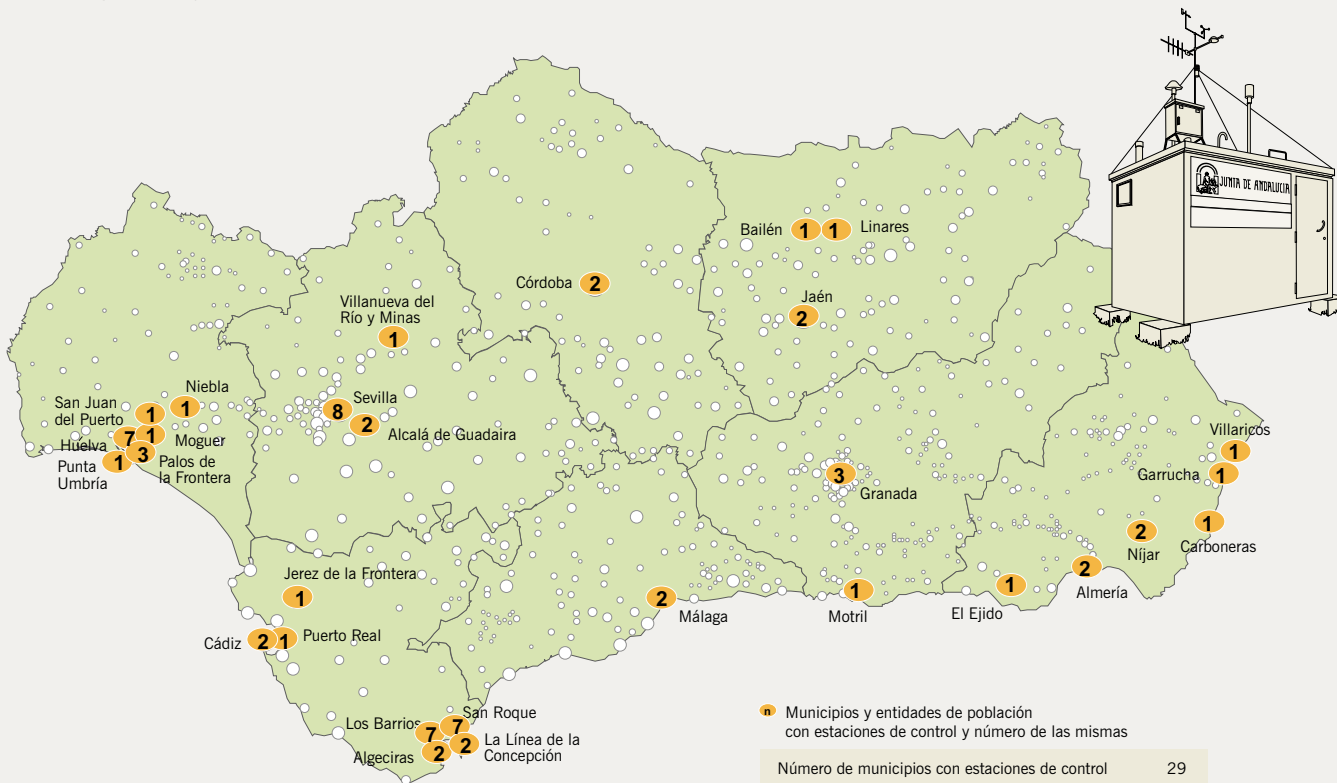 JUNTA DE ANDALUCIA
Bailén
1
1
Linares
Córdoba
2
Jaén
2
Villanueva del
Río y Minas
1
Niebla
1
San Juan
del Puerto
1
Sevilla
8
2
Alcalá de Guadaira
Huelva
7
1
Moguer
3
Palos de
la Frontera
Punta
Umbría
1
Villaricos
1
Garrucha
1
3
Granada
1
Carboneras
2
Níjar
2
Almería
1
El Ejido
1
Motril
2
Málaga
Jerez de la Frontera
1
Cádiz
2
1
Puerto Real
Los Barrios
7
7
San Roque
Algeciras
2
2
La Línea de la
Concepción
n Municipios y entidades de población
con estaciones de control y número de las mismas
Número de municipios con estaciones de control 29